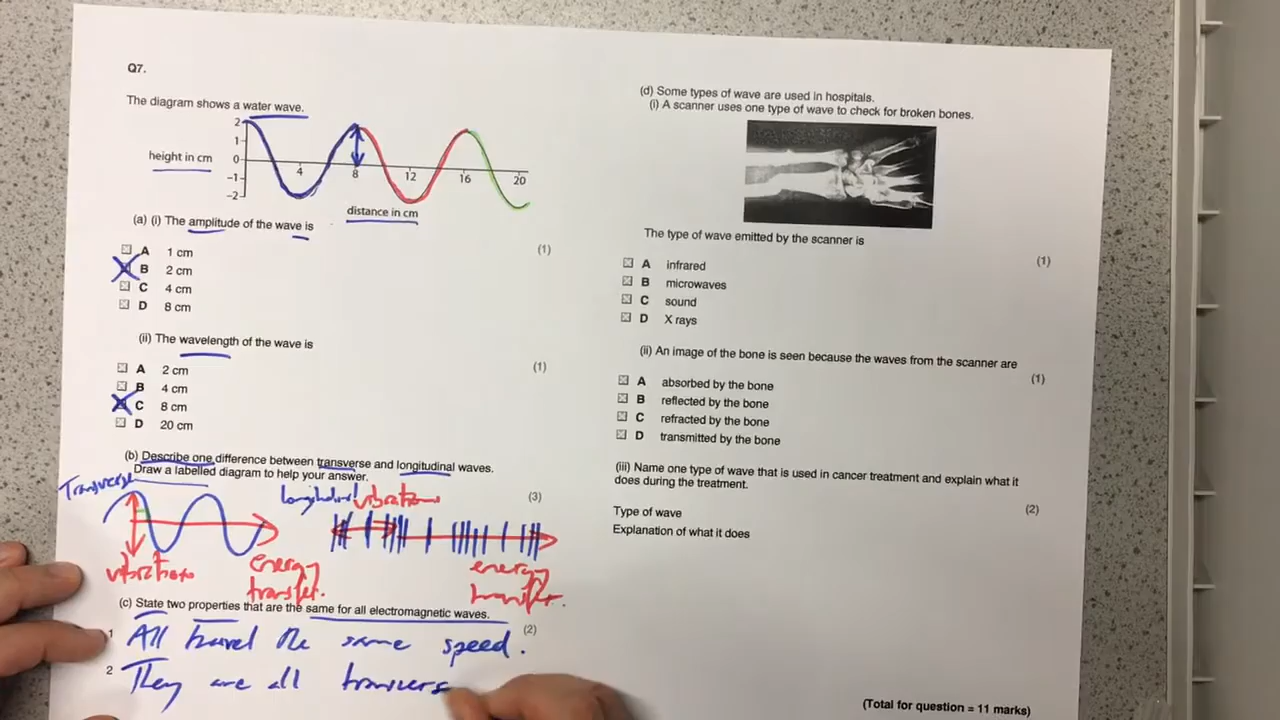 Q7.
The diagram shows a water wave.
2
1
0
-1
-2
height in cm
4
8
12
16
20
distance in cm
(a) (i) The amplitude of the wave is
(1)
A 1 cm
B 2 cm
C 4 cm
D 8 cm
(ii) The wavelength of the wave is
(1)
A 2 cm
B 4 cm
C 8 cm
D 20 cm
(b) Describe one difference between transverse and longitudinal waves.
Draw a labelled diagram to help your answer.
(3)
Transverse
vibrations
energy
transfer.
longitudinal vibrations
energy
transfer.
(c) State two properties that are the same for all electromagnetic waves.
(2)
1 All travel the same speed.
2 They are all transvers
(d) Some types of wave are used in hospitals.
(i) A scanner uses one type of wave to check for broken bones.
The type of wave emitted by the scanner is
(1)
A infrared
B microwaves
C sound
D X rays
(ii) An image of the bone is seen because the waves from the scanner are
(1)
A absorbed by the bone
B reflected by the bone
C refracted by the bone
D transmitted by the bone
(iii) Name one type of wave that is used in cancer treatment and explain what it
does during the treatment.
(2)
Type of wave
Explanation of what it does
(Total for question = 11 marks)